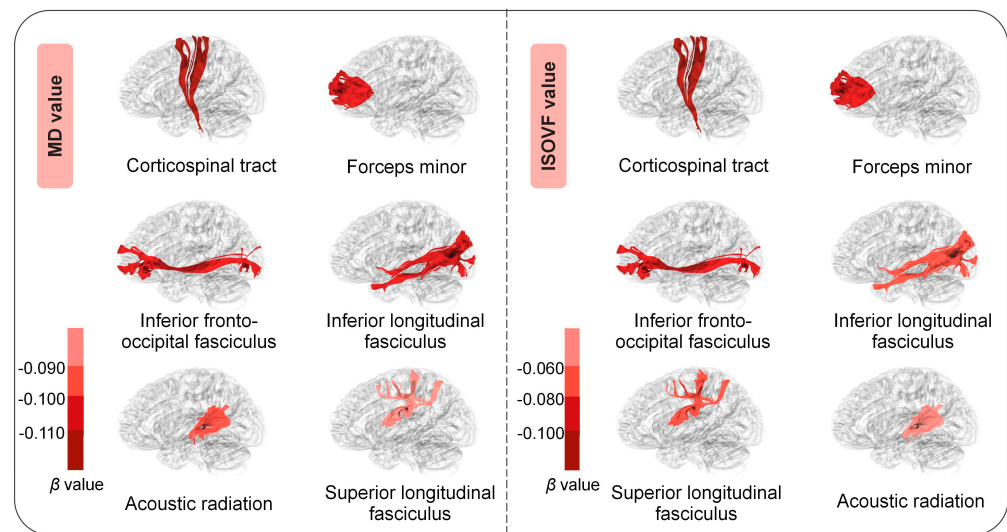 MD value
Corticospinal tract
Forceps minor
Inferior fronto-
occipital fasciculus
Inferior longitudinal
fasciculus
-0.090
-0.100
-0.110
β value
Acoustic radiation
Superior longitudinal
fasciculus
ISOVF value
Corticospinal tract
Forceps minor
Inferior fronto-
occipital fasciculus
Inferior longitudinal
fasciculus
-0.060
-0.080
-0.100
β value
Superior longitudinal
fasciculus
Acoustic radiation